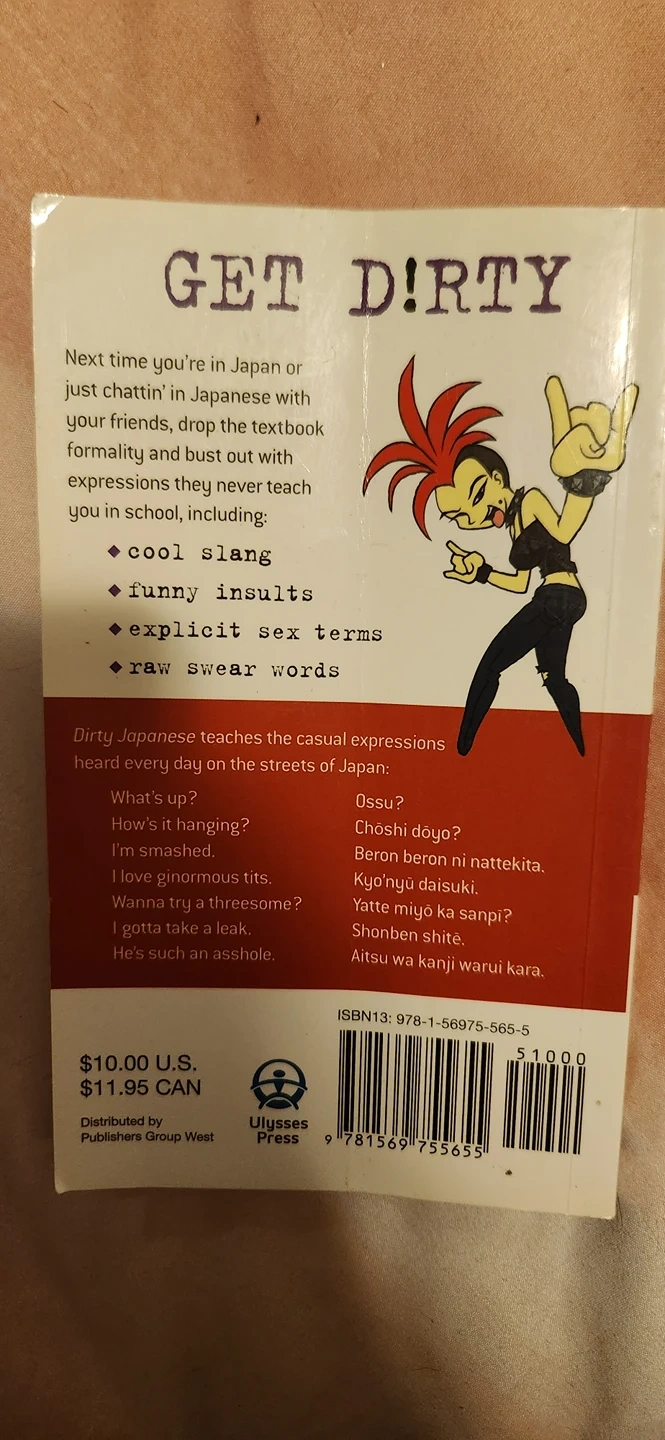 GET D!RTY
Next time you're in Japan or
just chattin' in Japanese with
your friends, drop the textbook
formality and bust out with
expressions they never teach
you in school, including:
◆ cool slang
◆ funny insults
◆ explicit sex terms
◆ raw swear words
Dirty Japanese teaches the casual expressions
heard every day on the streets of Japan:
What's up? Ossu?
How's it hanging? Chōshi dōyo?
I'm smashed. Beron beron ni nattekita.
I love ginormous tits. Kyo'nyū daisuki.
Wanna try a threesome? Yatte miyō ka sanpī?
I gotta take a leak. Shonben shitē.
He's such an asshole. Aitsu wa kanji warui kara.
ISBN13: 978-1-56975-565-5
51000
$10.00 U.S.
$11.95 CAN
Distributed by
Publishers Group West
Ulysses
Press
9 781569 755655